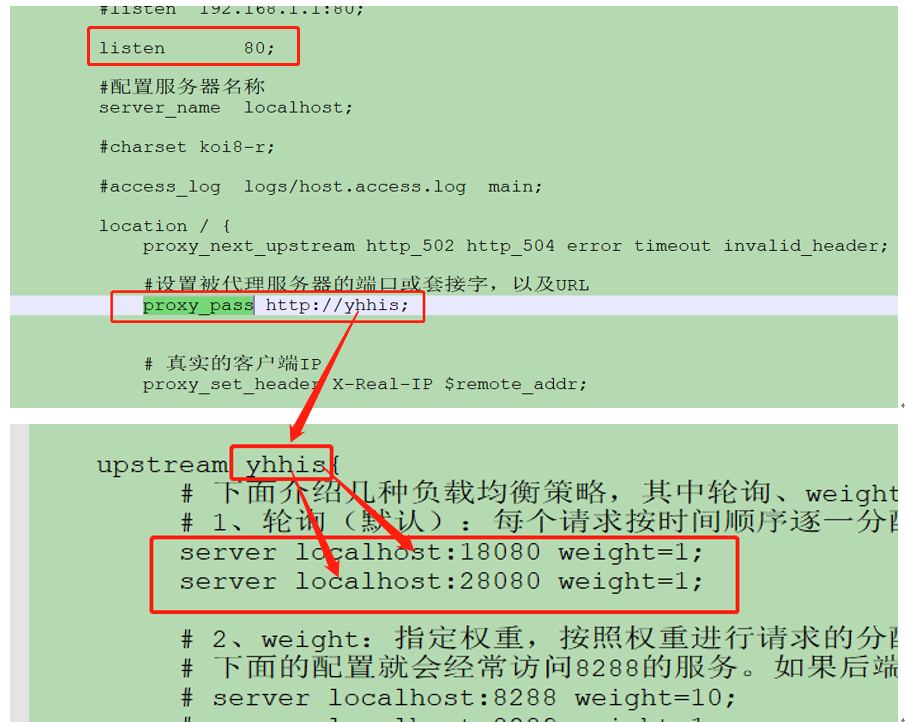 #listen  192.168.1.1:80;
listen       80;
#配置服务器名称
server_name  localhost;
#charset koi8-r;
#access_log  logs/host.access.log  main;
location / {
proxy_next_upstream http_502 http_504 error timeout invalid_header;
#设置被代理服务器的端口或套接字，以及URL
proxy_pass http://yhhis;
# 真实的客户端IP
proxy_set_header X-Real-IP $remote_addr;
upstream yhhis{
# 下面介绍几种负载均衡策略，其中轮询、weight
# 1、轮询（默认）：每个请求按时间顺序逐一分配
server localhost:18080 weight=1;
server localhost:28080 weight=1;
# 2、weight：指定权重，按照权重进行请求的分配
# 下面的配置就会经常访问8288的服务。如果后端
# server localhost:8288 weight=10;